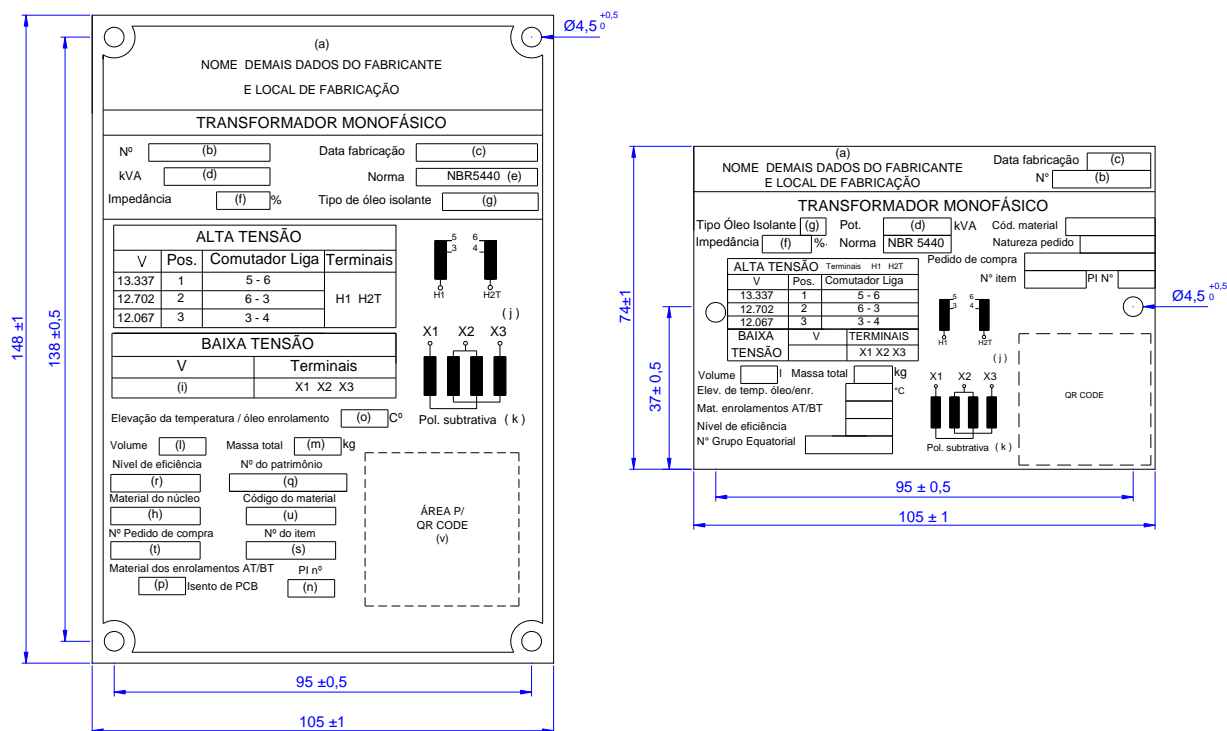 Ø4,5 +0,5 0
148 ±1
138 ±0,5
(a)
NOME DEMAIS DADOS DO FABRICANTE
E LOCAL DE FABRICAÇÃO
TRANSFORMADOR MONOFÁSICO
Nº (b) Data fabricação (c)
kVA (d) Norma NBR5440 (e)
Impedância (f) % Tipo de óleo isolante (g)
ALTA TENSÃO
V Pos. Comutador Liga Terminais
13.337 1 5 - 6
12.702 2 6 - 3 H1 H2T
12.067 3 3 - 4
5 6
3 4
H1 H2T
( j )
BAIXA TENSÃO
V Terminais
(i) X1 X2 X3
X1 X2 X3
Pol. subtrativa ( k )
Elevação da temperatura / óleo enrolamento (o) Cº
Volume (l) Massa total (m) kg
Nível de eficiência Nº do patrimônio
(r) (q)
Material do núcleo Código do material
(h) (u)
Nº Pedido de compra Nº do item
(t) (s)
Material dos enrolamentos AT/BT PI nº
(p) Isento de PCB (n)
ÁREA P/
QR CODE
(v)
95 ±0,5
105 ±1
74±1
37± 0,5
(a)
NOME DEMAIS DADOS DO FABRICANTE
E LOCAL DE FABRICAÇÃO
Data fabricação (c)
N° (b)
TRANSFORMADOR MONOFÁSICO
Tipo Óleo Isolante (g) Pot. (d) kVA Cód. material
Impedância (f) %. Norma NBR 5440 Natureza pedido
Pedido de compra
N° item PI N°
ALTA TENSÃO Terminais H1 H2T
V Pos. Comutador Liga
13.337 1 5 - 6
12.702 2 6 - 3
12.067 3 3 - 4
BAIXA V TERMINAIS
TENSÃO X1 X2 X3
5 6
3 4
H1 H2T
( j )
Ø4,5 +0,5 0
Volume l Massa total kg
Elev. de temp. óleo/enr. °C
Mat. enrolamentos AT/BT
Nível de eficiência
N° Grupo Equatorial
X1 X2 X3
Pol. subtrativa ( k )
QR CODE
95 ± 0,5
105 ± 1